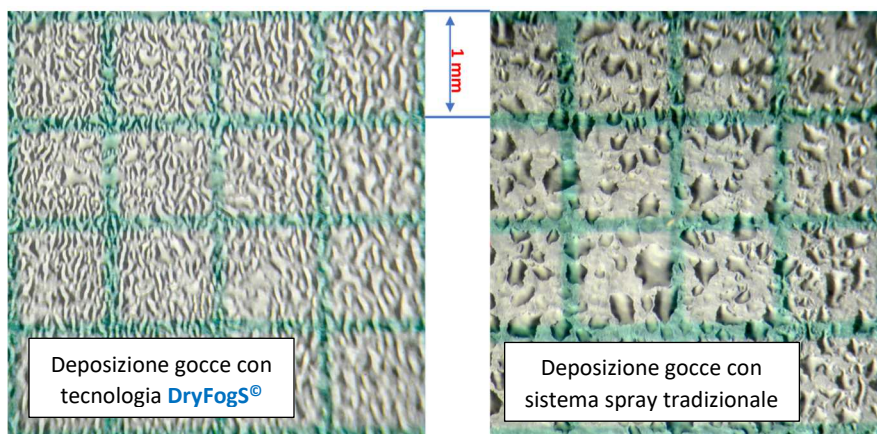 1 mm
Deposizione gocce con
tecnologia DryFogS©
Deposizione gocce con
sistema spray tradizionale